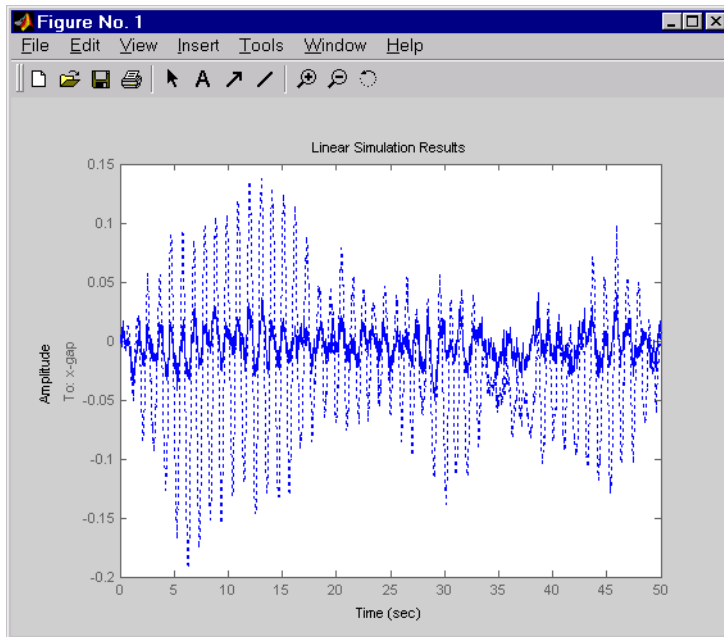 Figure No. 1
File Edit View Insert Tools Window Help
A
Linear Simulation Results
0.15
0.1
0.05
0
-0.05
-0.1
-0.15
-0.2
Amplitude
To: x-gap
0 5 10 15 20 25 30 35 40 45 50
Time (sec)